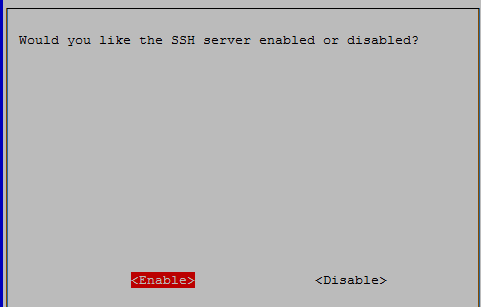 Would you like the SSH server enabled or disabled?
<Enable> <Disable>